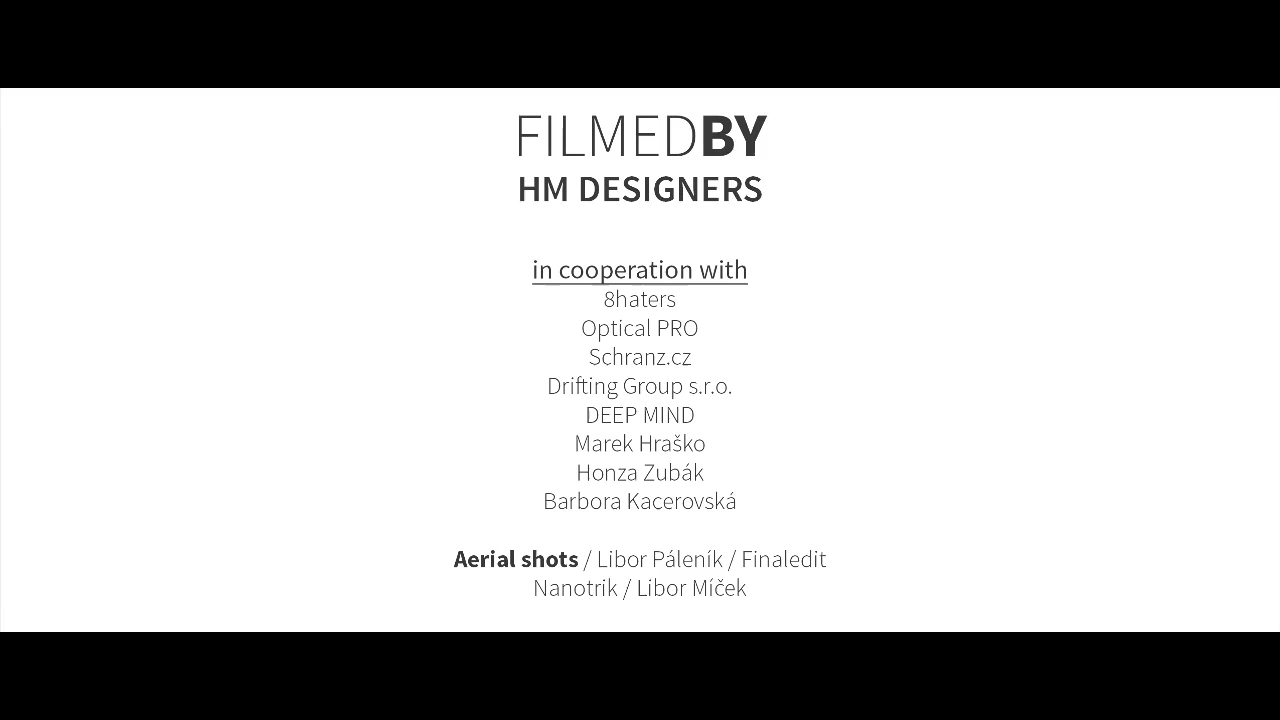 FILMEDBY
HM DESIGNERS
in cooperation with
8haters
Optical PRO
Schranz.cz
Drifting Group s.r.o.
DEEP MIND
Marek Hraško
Honza Zubák
Barbora Kacerovská
Aerial shots / Libor Páleník / Finaledit
Nanotrik / Libor Míček